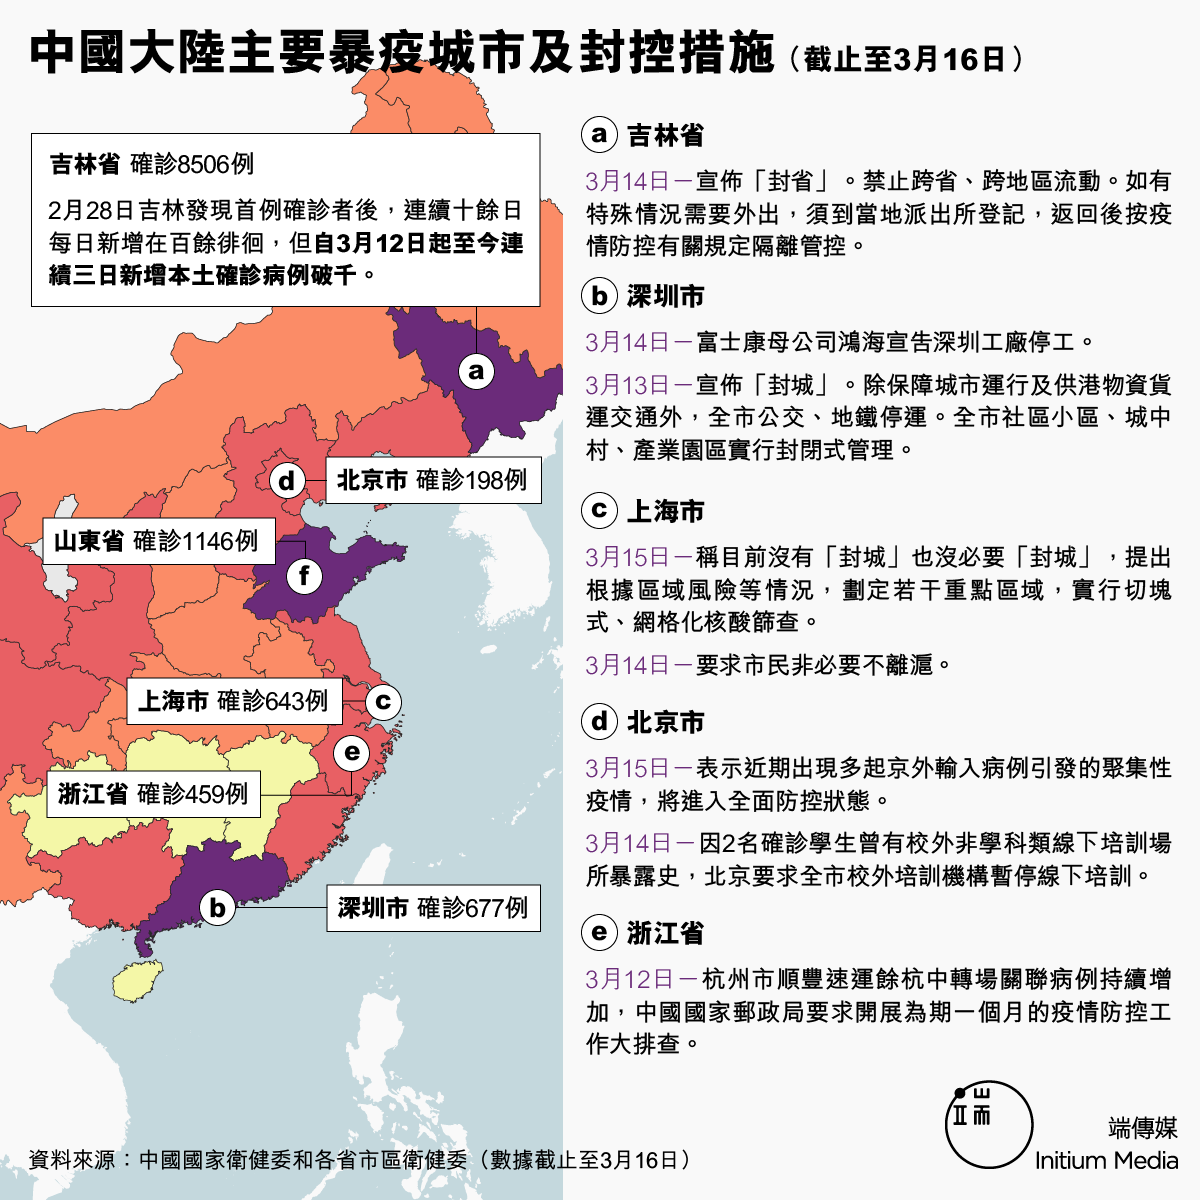 中國大陸主要暴疫城市及封控措施（截止至3月16日）
吉林省 確診8506例
2月28日吉林發現首例確診者後，連續十餘日
每日新增在百餘徘徊，但自3月12日起至今連
續三日新增本土確診病例破千。
a
d
北京市 確診198例
山東省 確診1146例
f
上海市 確診643例
c
e
浙江省 確診459例
b
深圳市 確診677例
a 吉林省
3月14日－宣佈「封省」。禁止跨省、跨地區流動。如有
特殊情況需要外出，須到當地派出所登記，返回後按疫
情防控有關規定隔離管控。
b 深圳市
3月14日－富士康母公司鴻海宣告深圳工廠停工。
3月13日－宣佈「封城」。除保障城市運行及供港物資貨
運交通外，全市公交、地鐵停運。全市社區小區、城中
村、產業園區實行封閉式管理。
c 上海市
3月15日－稱目前沒有「封城」也沒必要「封城」，提出
根據區域風險等情況，劃定若干重點區域，實行切塊
式、網格化核酸篩查。
3月14日－要求市民非必要不離滬。
d 北京市
3月15日－表示近期出現多起京外輸入病例引發的聚集性
疫情，將進入全面防控狀態。
3月14日－因2名確診學生曾有校外非學科類線下培訓場
所暴露史，北京要求全市校外培訓機構暫停線下培訓。
e 浙江省
3月12日－杭州市順豐速運餘杭中轉場關聯病例持續增
加，中國國家郵政局要求開展為期一個月的疫情防控工
作大排查。
端
端傳媒
Initium Media
資料來源：中國國家衛健委和各省市區衛健委（數據截止至3月16日）